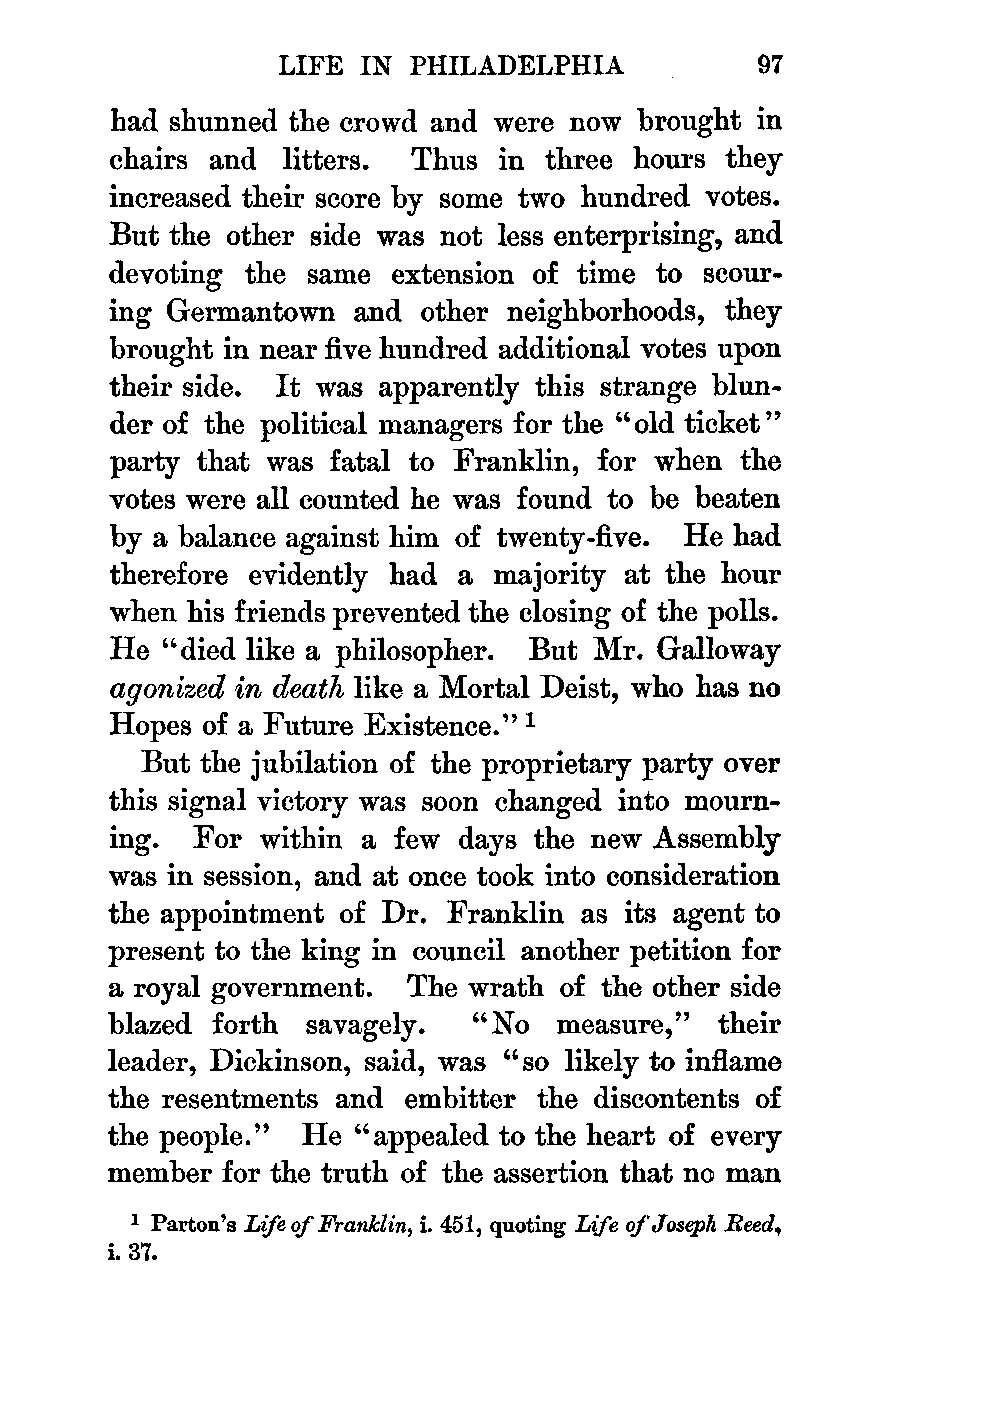 LIFE IN PHILADELPHIA 97
had shunned the crowd and were now brought in
chairs and litters. Thus in three hours they
increased their score by some two hundred votes.
But the other side was not less enterprising, and
devoting the same extension of time to scour-
ing Germantown and other neighborhoods, they
brought in near five hundred additional votes upon
their side. It was apparently this strange blun-
der of the political managers for the “old ticket”
party that was fatal to Franklin, for when the
votes were all counted he was found to be beaten
by a balance against him of twenty-five. He had
therefore evidently had a majority at the hour
when his friends prevented the closing of the polls.
He “died like a philosopher. But Mr. Galloway
agonized in death like a Mortal Deist, who has no
Hopes of a Future Existence.” 1
But the jubilation of the proprietary party over
this signal victory was soon changed into mourn-
ing. For within a few days the new Assembly
was in session, and at once took into consideration
the appointment of Dr. Franklin as its agent to
present to the king in council another petition for
a royal government. The wrath of the other side
blazed forth savagely. “No measure,” their
leader, Dickinson, said, was “so likely to inflame
the resentments and embitter the discontents of
the people.” He “appealed to the heart of every
member for the truth of the assertion that no man
1 Parton's Life of Franklin, i. 451, quoting Life of Joseph Reed,
i. 37.